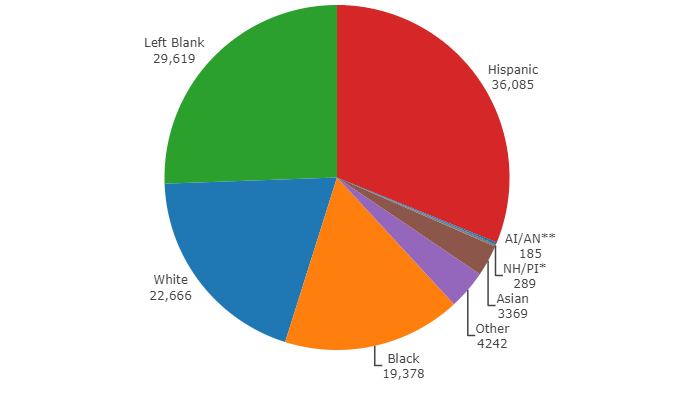 Left Blank
29,619
Hispanic
36,085
AI/AN**
185
NH/PI*
289
Asian
3369
Other
4242
White
22,666
Black
19,378